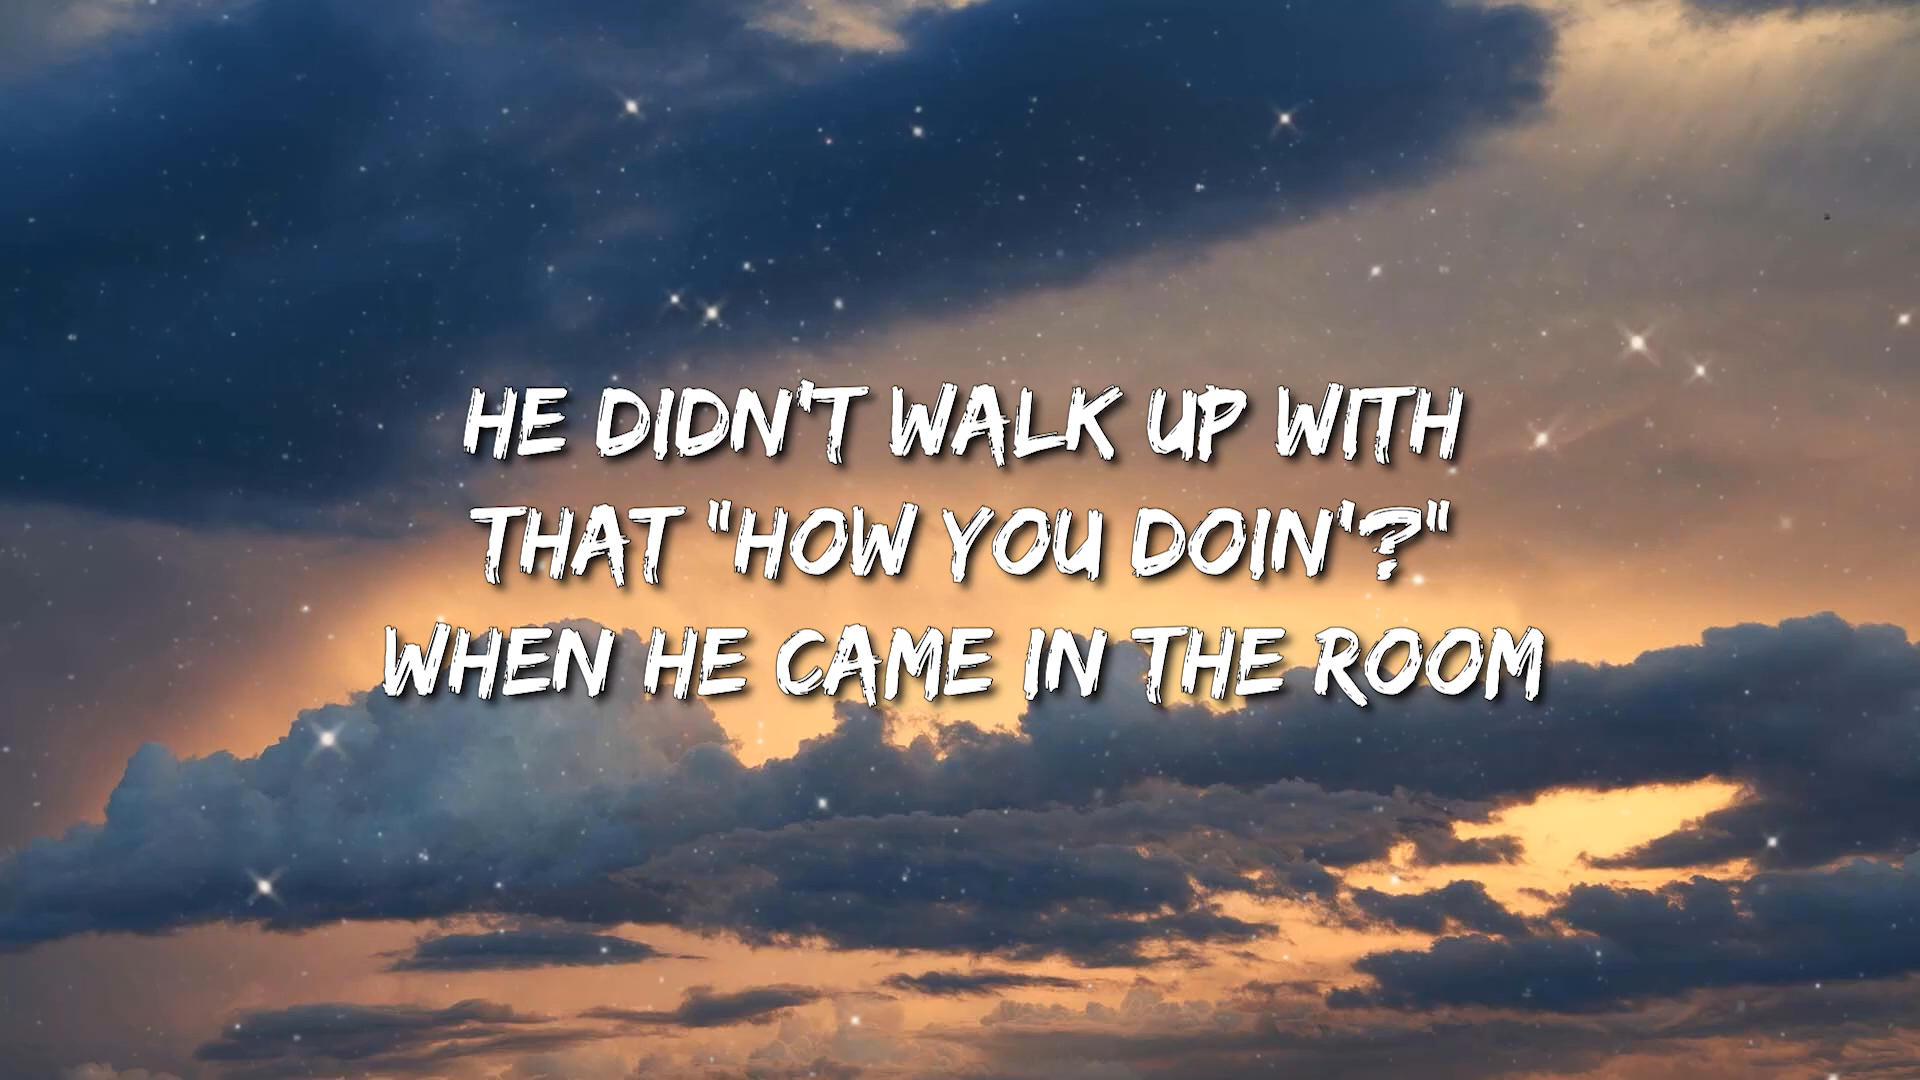 HE DIDN'T WALK UP WITH
THAT "HOW YOU DOIN'?"
WHEN HE CAME IN THE ROOM